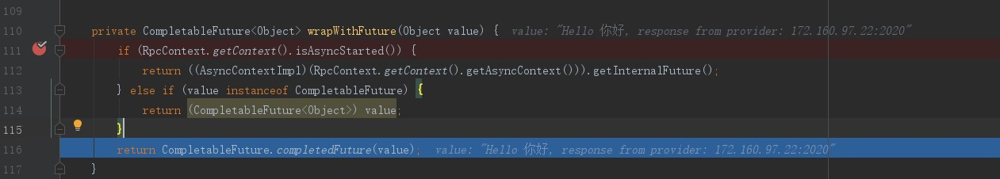 109
110 private CompletableFuture<Object> wrapWithFuture(Object value) { value: "Hello 你好, response from provider: 172.160.97.22:2020"
111 if (RpcContext.getContext().isAsyncStarted()) {
112 return ((AsyncContextImpl)(RpcContext.getContext().getAsyncContext())).getInternalFuture();
113 } else if (value instanceof CompletableFuture) {
114 return (CompletableFuture<Object>) value;
115 }
116 return CompletableFuture.completedFuture(value); value: "Hello 你好, response from provider: 172.160.97.22:2020"
117 }